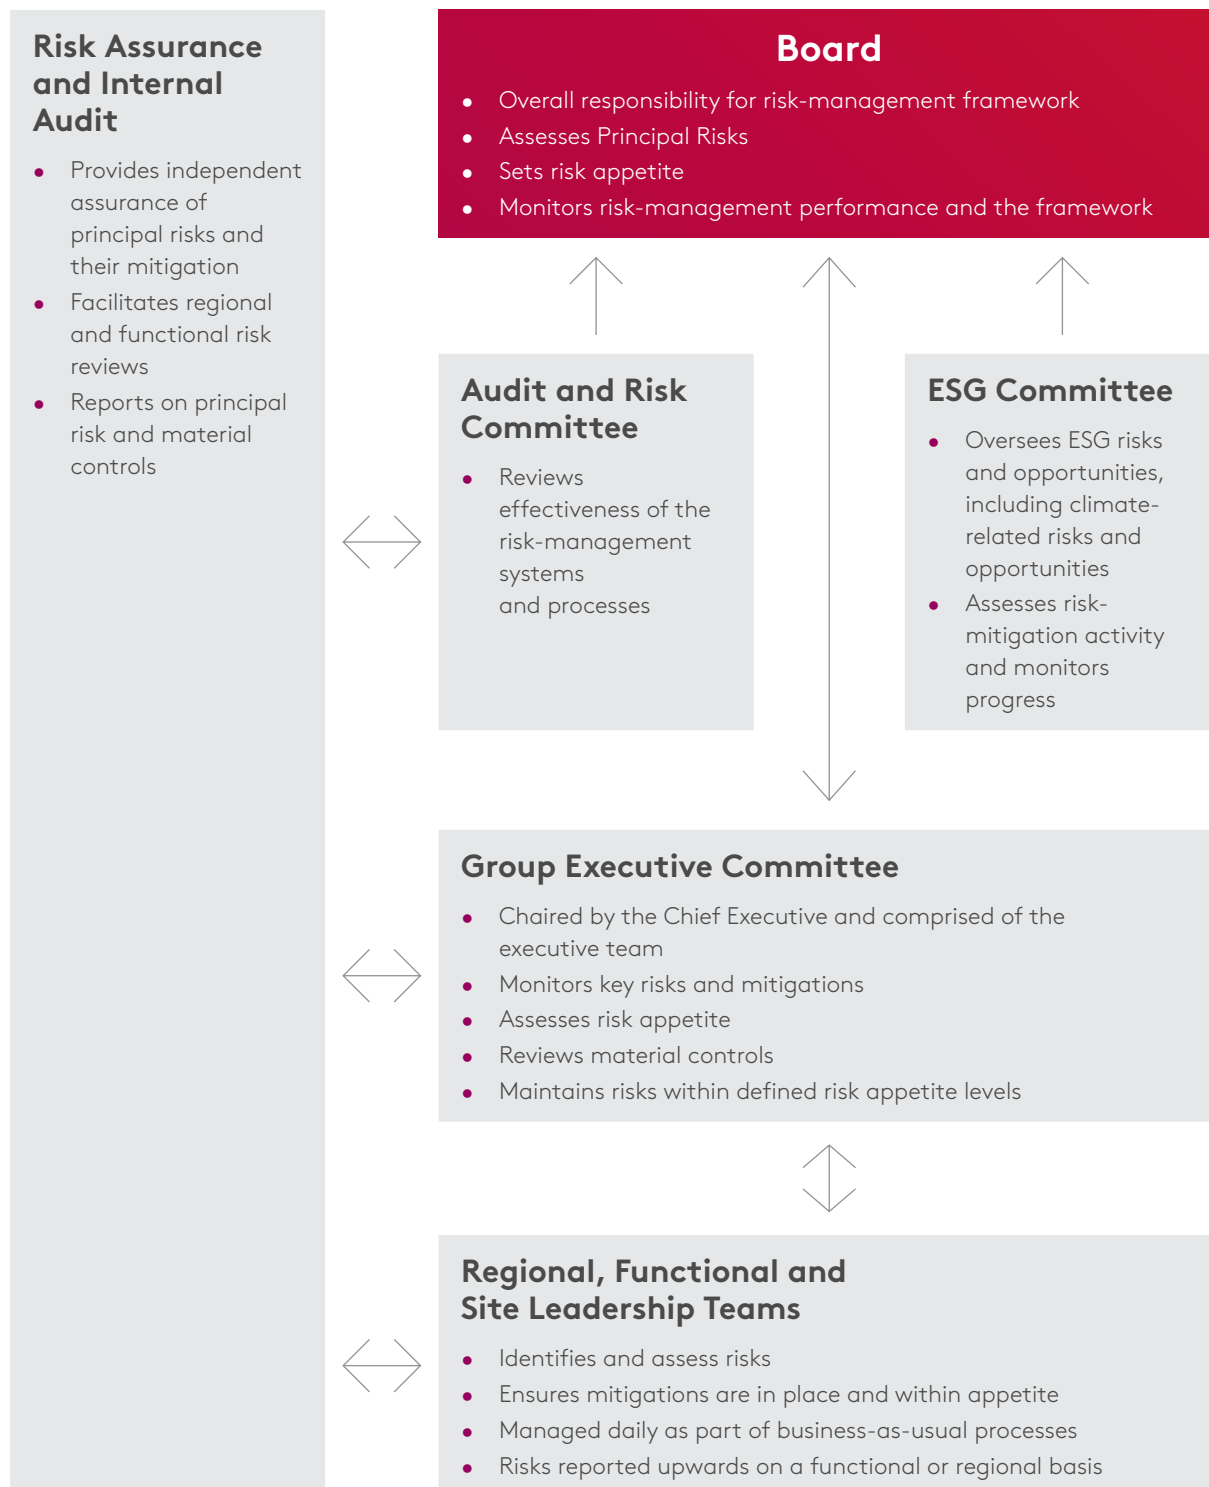 Risk Assurance
and Internal
Audit
• Provides independent
assurance of
principal risks and
their mitigation
• Facilitates regional
and functional risk
reviews
• Reports on principal
risk and material
controls
Board
• Overall responsibility for risk-management framework
• Assesses Principal Risks
• Sets risk appetite
• Monitors risk-management performance and the framework
Audit and Risk
Committee
• Reviews
effectiveness of the
risk-management
systems
and processes
ESG Committee
• Oversees ESG risks
and opportunities,
including climate-
related risks and
opportunities
• Assesses risk-
mitigation activity
and monitors
progress
Group Executive Committee
• Chaired by the Chief Executive and comprised of the
executive team
• Monitors key risks and mitigations
• Assesses risk appetite
• Reviews material controls
• Maintains risks within defined risk appetite levels
Regional, Functional and
Site Leadership Teams
• Identifies and assess risks
• Ensures mitigations are in place and within appetite
• Managed daily as part of business-as-usual processes
• Risks reported upwards on a functional or regional basis